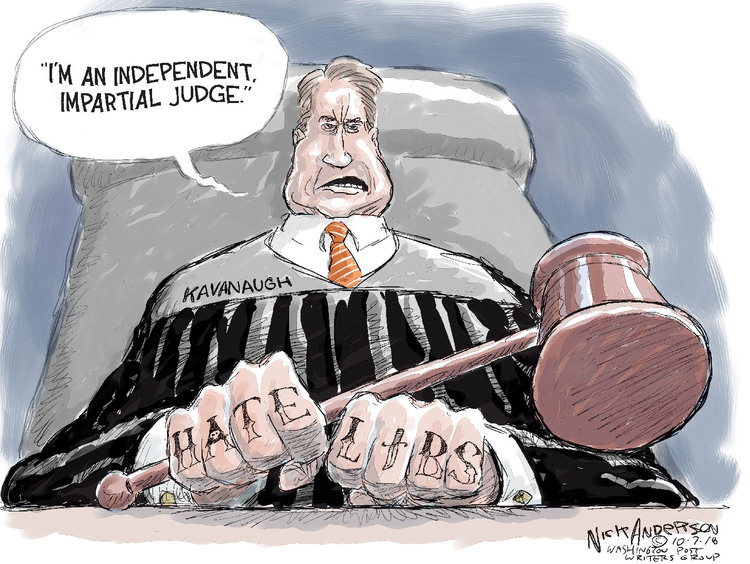 "I'M AN INDEPENDENT,
IMPARTIAL JUDGE."
KAVANAUGH
HATE
LIBS
NICK ANDERSON
© 10-7-18
WASHINGTON POST
WRITERS GROUP